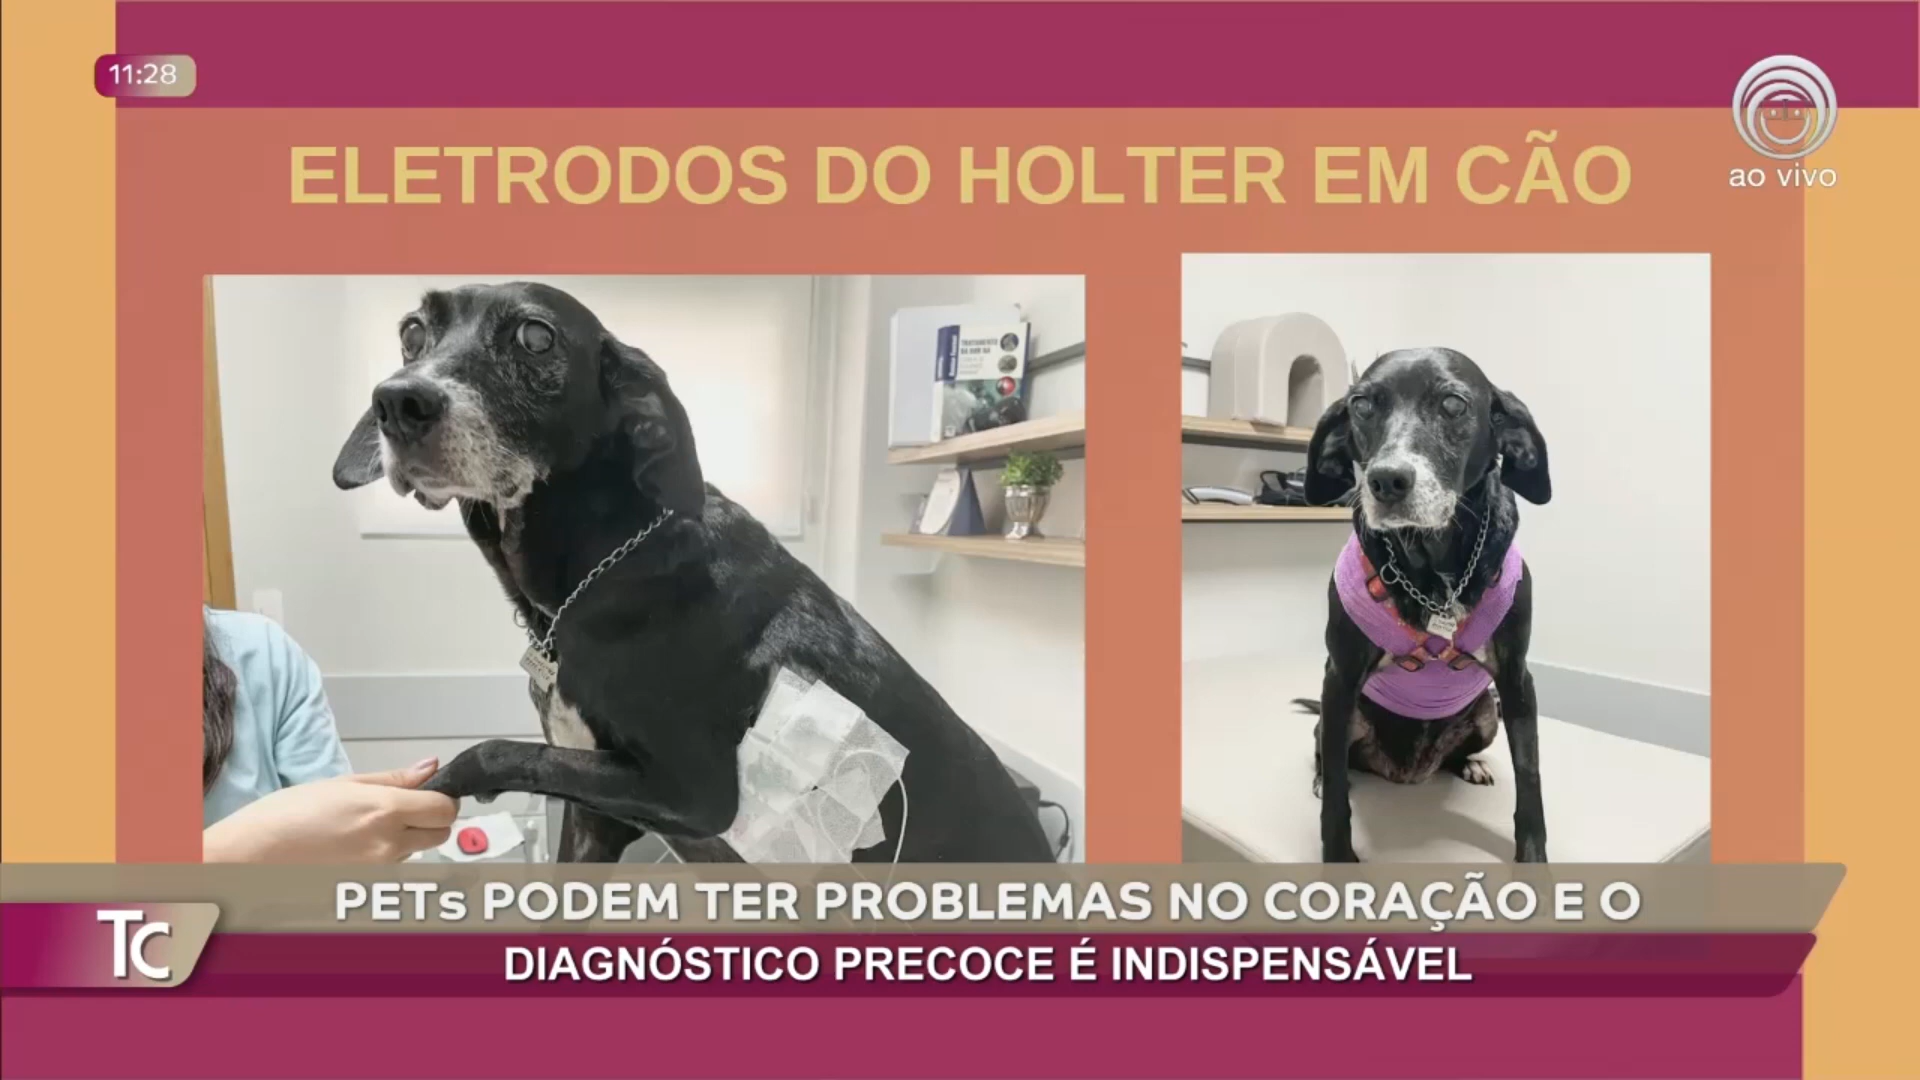 11:28
ao vivo
ELETRODOS DO HOLTER EM CÃO
TRATAMENTO
PETs PODEM TER PROBLEMAS NO CORAÇÃO E O
DIAGNÓSTICO PRECOCE É INDISPENSÁVEL
Tc